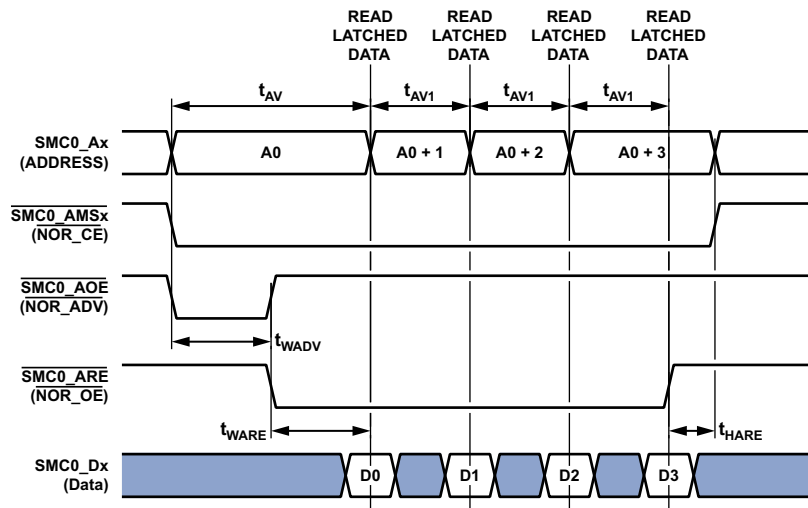 READ LATCHED DATA
READ LATCHED DATA
READ LATCHED DATA
READ LATCHED DATA
tAV
tAV1
tAV1
tAV1
SMC0_Ax
(ADDRESS)
A0
A0 + 1
A0 + 2
A0 + 3
SMC0_AMSx
(NOR_CE)
SMC0_AOE
(NOR_ADV)
tWADV
SMC0_ARE
(NOR_OE)
tWARE
tHARE
SMC0_Dx
(Data)
D0
D1
D2
D3